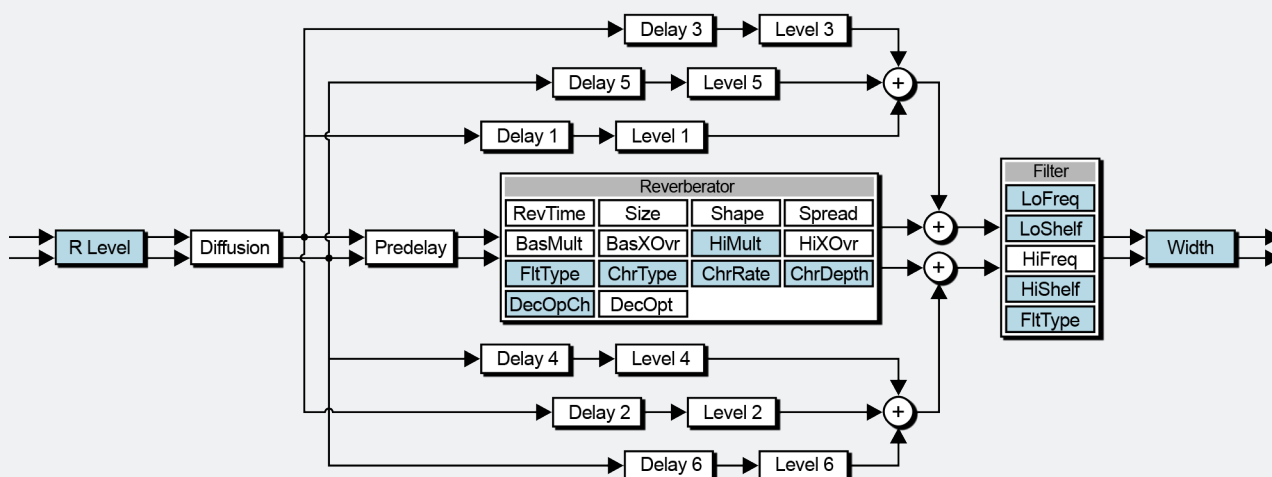 Delay 3 Level 3
Delay 5 Level 5
+
Delay 1 Level 1
Reverberator
RevTime Size Shape Spread
BasMult BasXOvr HiMult HiXOvr
FltType ChrType ChrRate ChrDepth
DecOpCh DecOpt
R Level Diffusion Predelay
+
+
Filter
LoFreq
LoShelf
HiFreq
HiShelf
FltType
Width
Delay 4 Level 4
Delay 2 Level 2
+
Delay 6 Level 6